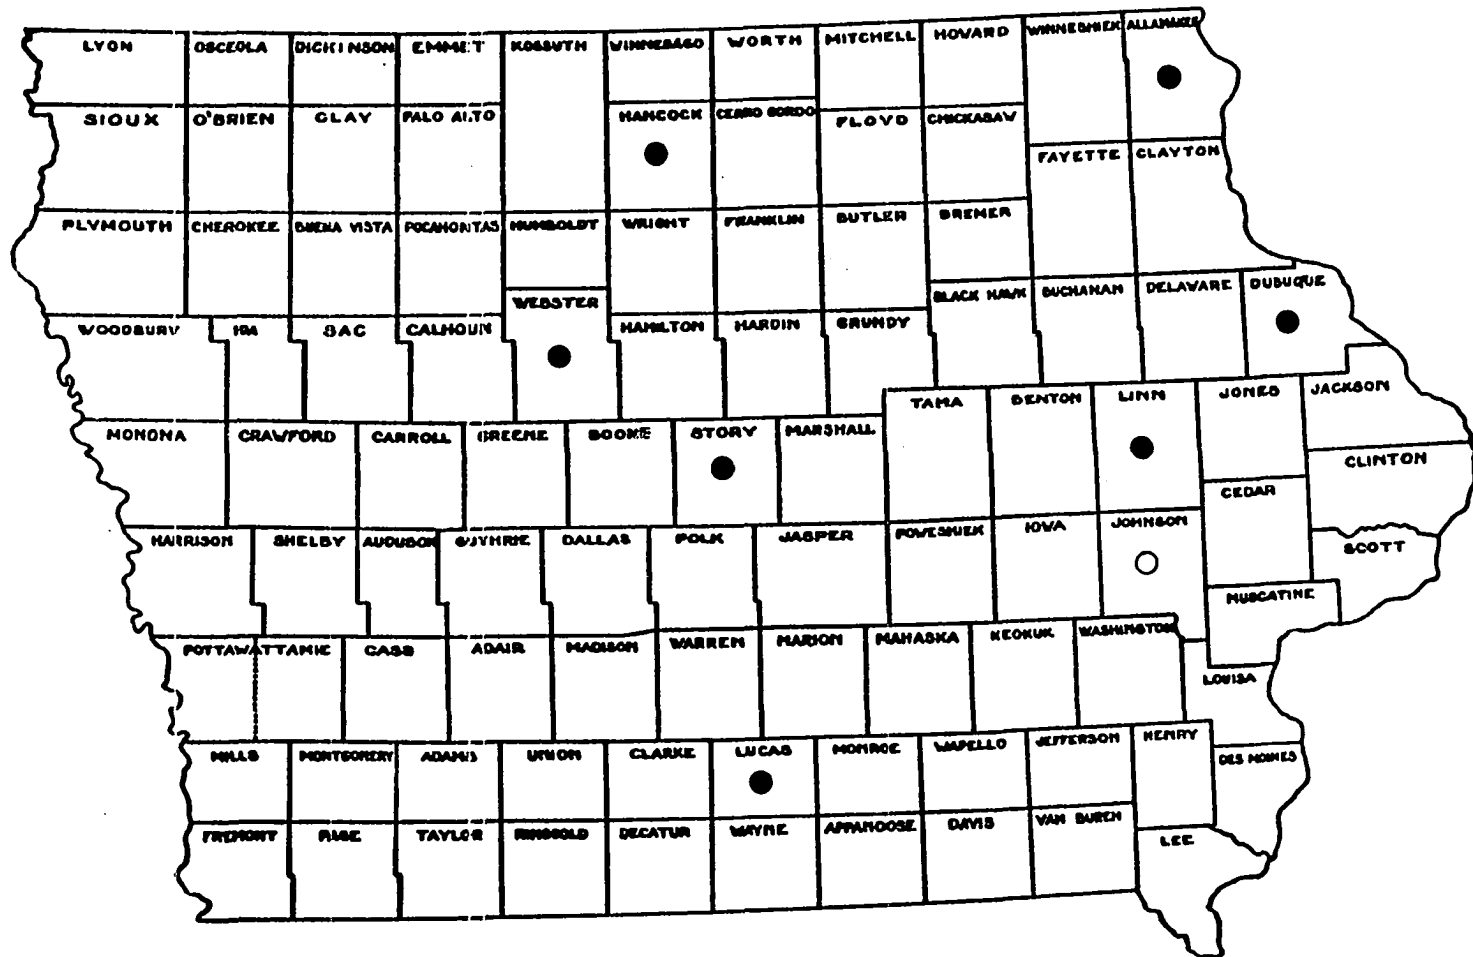 LYON OSCEOLA DICKINSON EMMET KOSSUTH WINNEBAGO WORTH MITCHELL HOWARD WINNESHIEK ALLAMAKEE
SIOUX O'BRIEN CLAY PALO ALTO HANCOCK CERRO GORDO FLOYD CHICKASAW
FAYETTE CLAYTON
PLYMOUTH CHEROKEE BUENA VISTA POCAHONTAS HUMBOLDT WRIGHT FRANKLIN BUTLER BREMER
WEBSTER BLACK HAWK BUCHANAN DELAWARE DUBUQUE
WOODBURY IDA SAC CALHOUN HAMILTON HARDIN GRUNDY
TAMA BENTON LINN JONES JACKSON
MONONA CRAWFORD CARROLL GREENE BOONE STORY MARSHALL
CLINTON
CEDAR
HARRISON SHELBY AUDUBON GUTHRIE DALLAS POLK JASPER POWESHIEK IOWA JOHNSON
SCOTT
MUSCATINE
POTTAWATTAMIE CASS ADAIR MADISON WARREN MARION MAHASKA KEOKUK WASHINGTON
LOUISA
MILLS MONTGOMERY ADAMS UNION CLARKE LUCAS MONROE WAPELLO JEFFERSON HENRY
DES MOINES
FREMONT PAGE TAYLOR RINGGOLD DECATUR WAYNE APPANOOSE DAVIS VAN BUREN
LEE